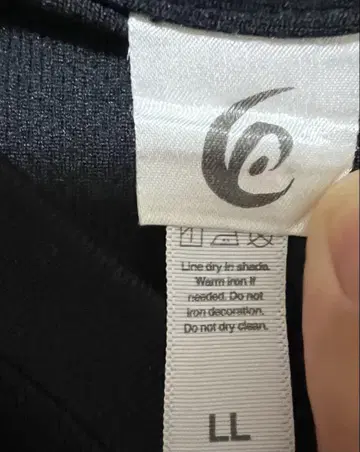 Line dry in shade.
Warm iron if
needed. Do not
iron decoration.
Do not dry clean.
LL